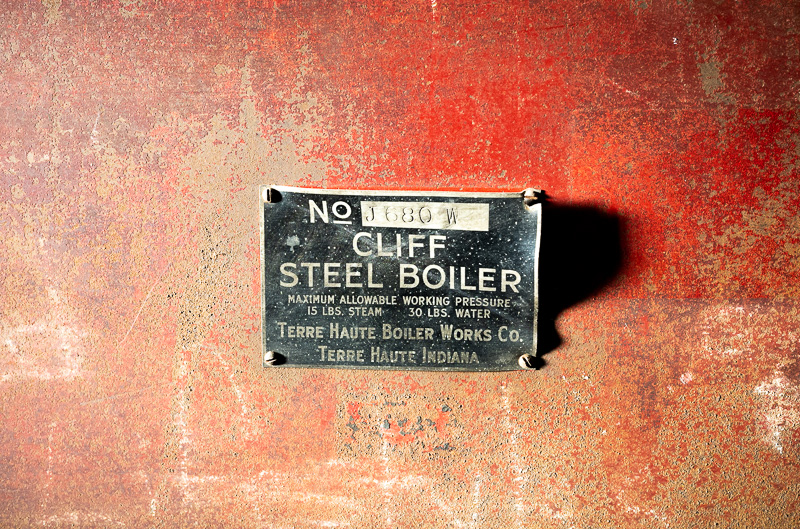 No J680 W
CLIFF
STEEL BOILER
MAXIMUM ALLOWABLE WORKING PRESSURE
15 LBS. STEAM 30 LBS. WATER
TERRE HAUTE BOILER WORKS CO.
TERRE HAUTE INDIANA